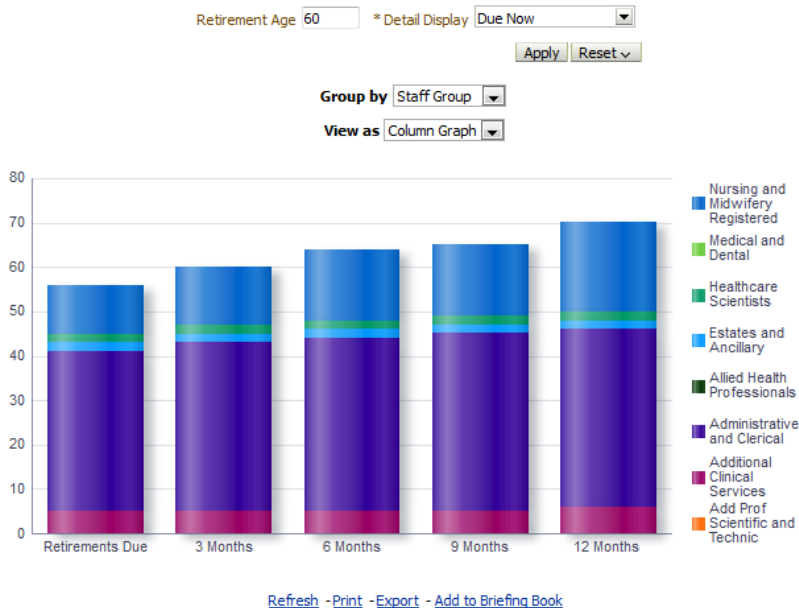 Retirement Age 60 * Detail Display Due Now
Apply Reset
Group by Staff Group
View as Column Graph
80
70
60
50
40
30
20
10
0
Retirements Due 3 Months 6 Months 9 Months 12 Months
Nursing and
Midwifery
Registered
Medical and
Dental
Healthcare
Scientists
Estates and
Ancillary
Allied Health
Professionals
Administrative
and Clerical
Additional
Clinical
Services
Add Prof
Scientific and
Technic
Refresh - Print - Export - Add to Briefing Book